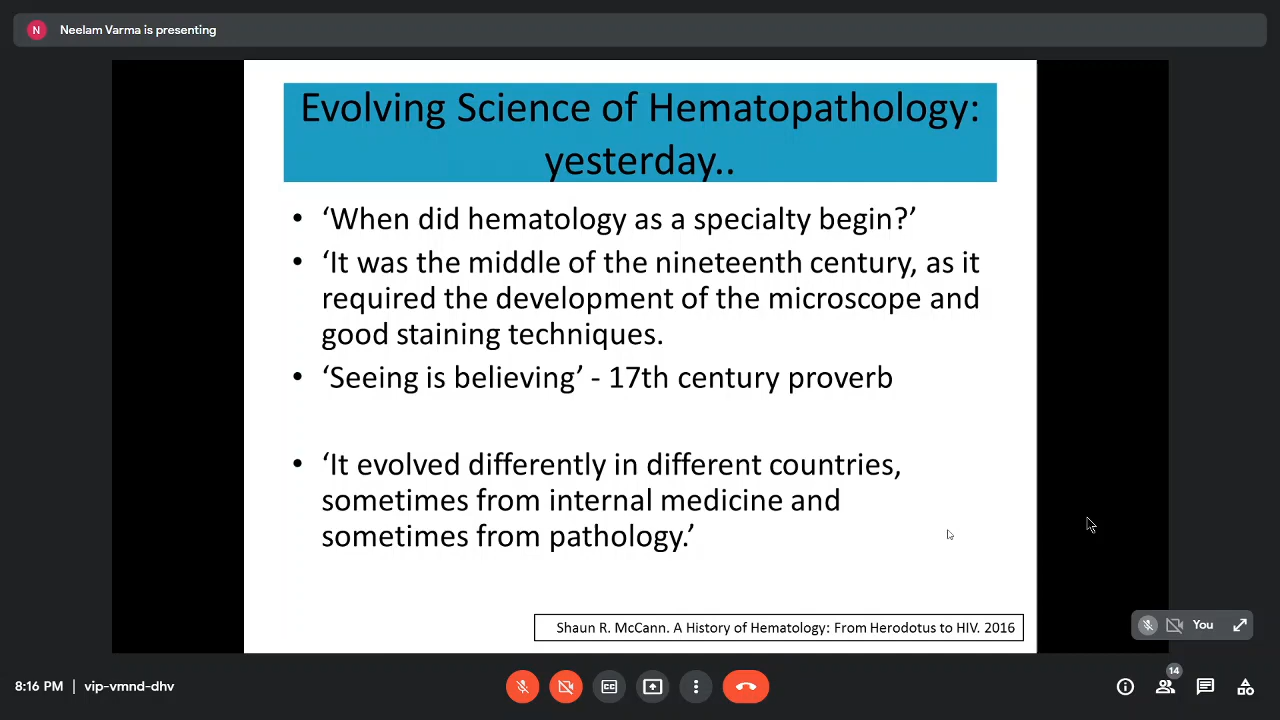 N Neelam Varma is presenting
Evolving Science of Hematopathology:
yesterday..
• ‘When did hematology as a specialty begin?’
• ‘It was the middle of the nineteenth century, as it
required the development of the microscope and
good staining techniques.
• ‘Seeing is believing’ - 17th century proverb
• ‘It evolved differently in different countries,
sometimes from internal medicine and
sometimes from pathology.’
Shaun R. McCann. A History of Hematology: From Herodotus to HIV. 2016
You
8:16 PM | vip-vmnd-dhv
CC
14